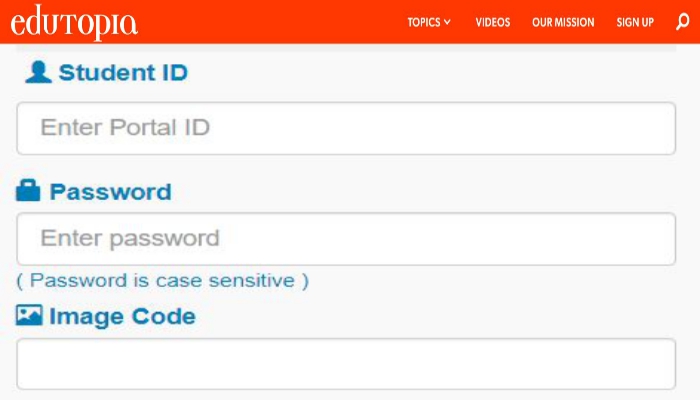 edutopia
TOPICS VIDEOS OUR MISSION SIGN UP
Student ID
Enter Portal ID
Password
Enter password
( Password is case sensitive )
Image Code